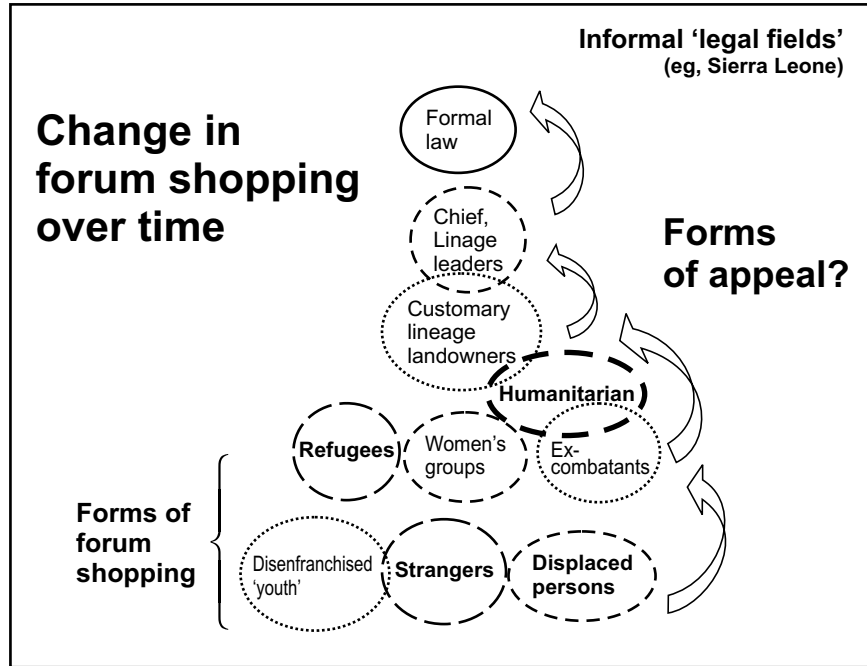 Informal ‘legal fields’
(eg, Sierra Leone)
Change in
forum shopping
over time
Formal
law
Chief,
Linage
leaders
Forms
of appeal?
Customary
lineage
landowners
Humanitarian
Refugees
Women’s
groups
Ex-
combatants
Forms of
forum
shopping
Disenfranchised
‘youth’
Strangers
Displaced
persons